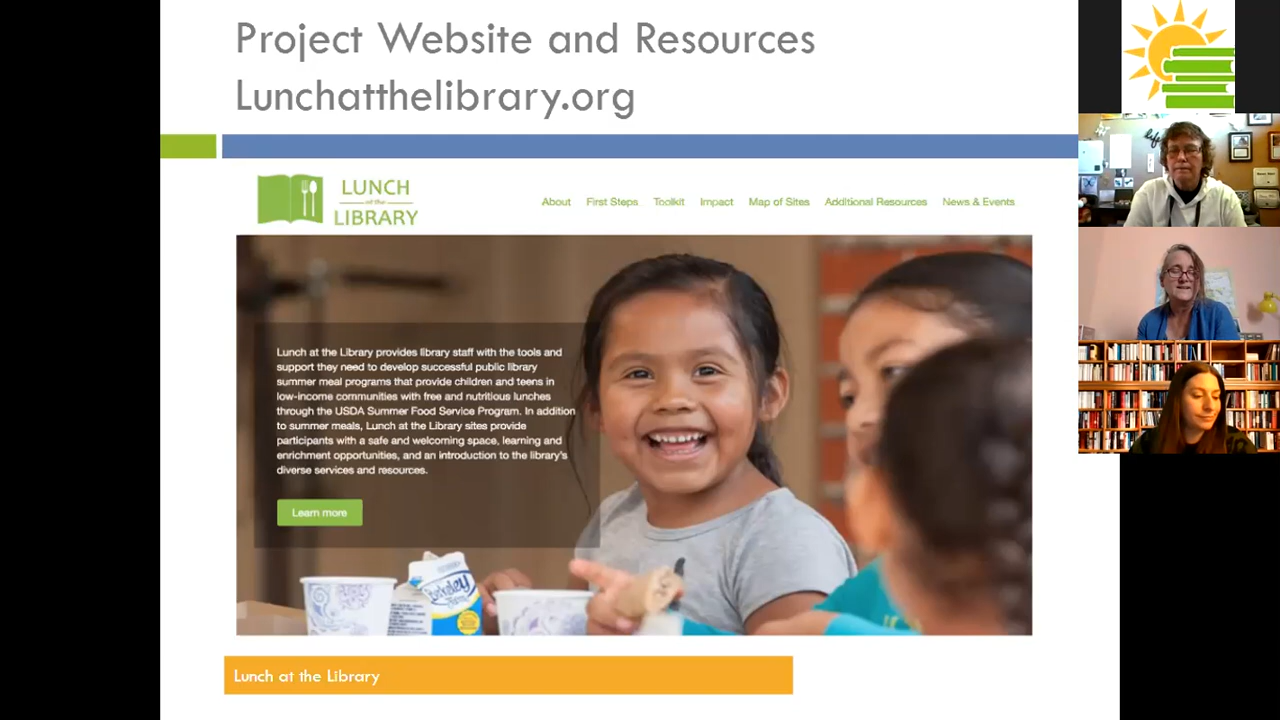 Project Website and Resources
Lunchatthelibrary.org
LUNCH
at the
LIBRARY
About First Steps Toolkit Impact Map of Sites Additional Resources News & Events
Lunch at the Library provides library staff with the tools and
support they need to develop successful public library
summer meal programs that provide children and teens in
low-income communities with free and nutritious lunches
through the USDA Summer Food Service Program. In addition
to summer meals, Lunch at the Library sites provide
participants with a safe and welcoming space, learning and
enrichment opportunities, and an introduction to the library's
diverse services and resources.
Learn more
Berkeley
Farms
Lunch at the Library